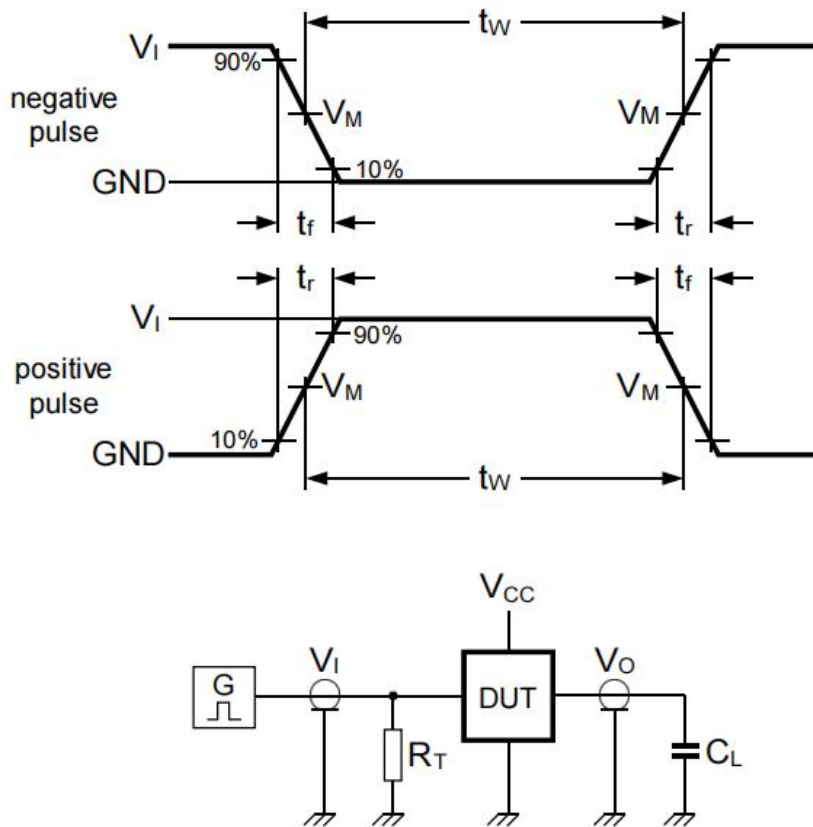 tW
VI
90%
negative
pulse
VM
VM
10%
GND
tf
tr
tr
tf
VI
90%
positive
pulse
VM
VM
10%
GND
tW
VCC
G
VI
DUT
VO
RT
CL